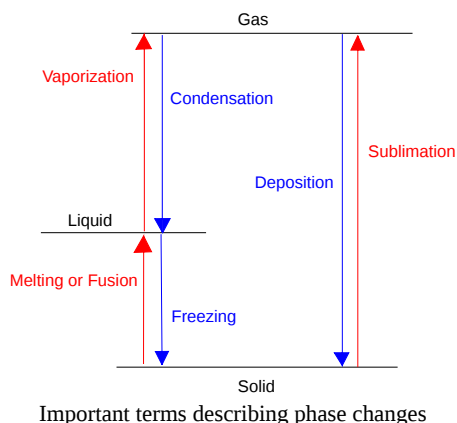 Gas
Vaporization
Condensation
Sublimation
Deposition
Liquid
Melting or Fusion
Freezing
Solid
Important terms describing phase changes